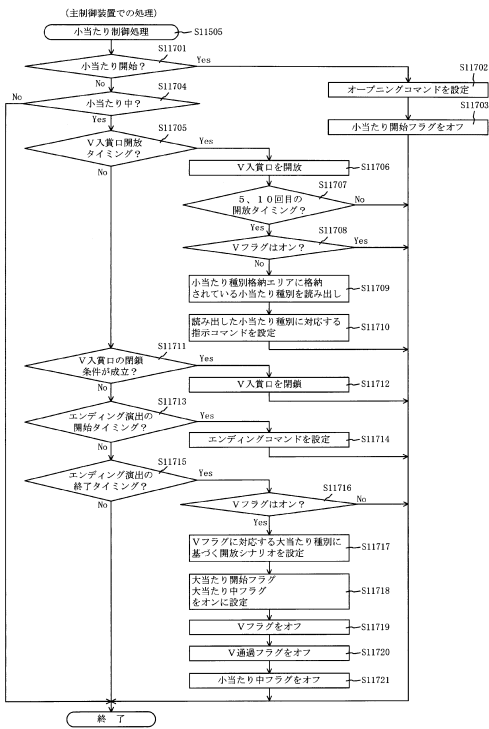 (主制御装置での処理)
小当たり制御処理
S11505
小当たり開始?
S11701
Yes
No
オープニングコマンドを設定
S11702
小当たり開始フラグをオフ
S11703
小当たり中?
S11704
No
Yes
V入賞口開放
タイミング?
S11705
Yes
No
V入賞口を開放
S11706
5、10回目の
開放タイミング?
S11707
No
Yes
Vフラグはオン?
S11708
Yes
No
小当たり種別格納エリアに格納
されている小当たり種別を読み出し
S11709
読み出した小当たり種別に対応する
指示コマンドを設定
S11710
V入賞口の閉鎖
条件が成立?
S11711
Yes
No
V入賞口を閉鎖
S11712
エンディング演出の
開始タイミング?
S11713
Yes
No
エンディングコマンドを設定
S11714
エンディング演出の
終了タイミング?
S11715
Yes
No
Vフラグはオン?
S11716
No
Yes
Vフラグに対応する大当たり種別に
基づく開放シナリオを設定
S11717
大当たり開始フラグ
大当たり中フラグ
をオンに設定
S11718
Vフラグをオフ
S11719
V通過フラグをオフ
S11720
小当たり中フラグをオフ
S11721
終 了